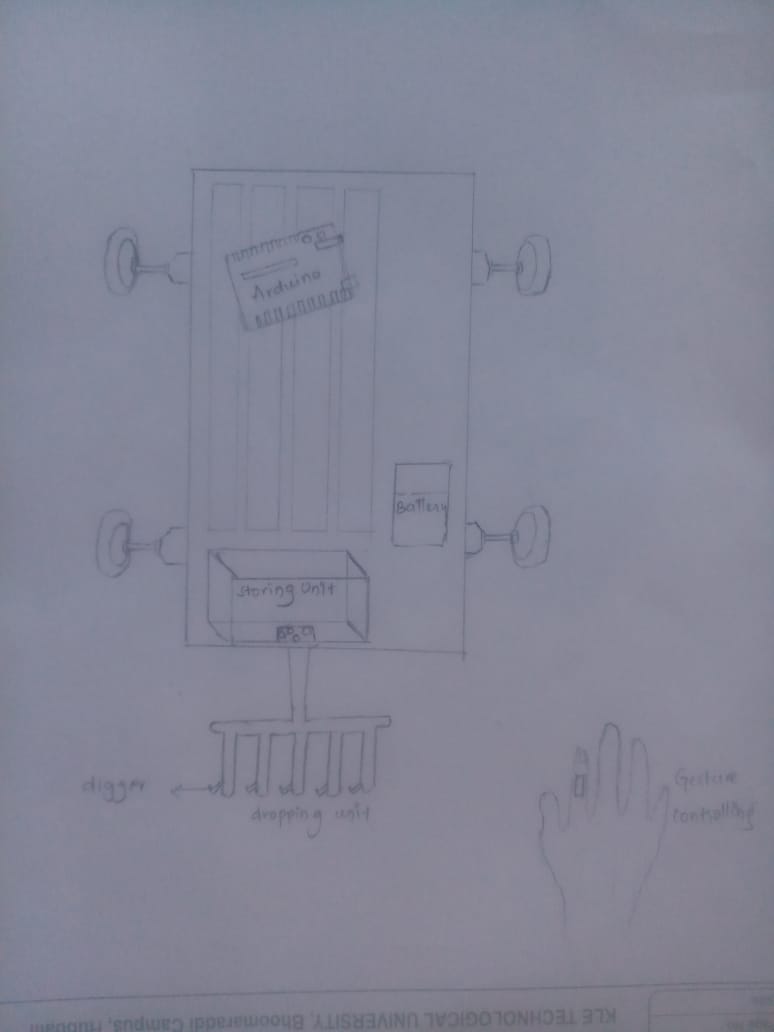 Arduino
Battery
Storing Unit
digger
dropping unit
Gesture
controlling
KLE TECHNOLOGICAL UNIVERSITY, Bhoomaraddi Campus, Hubballi